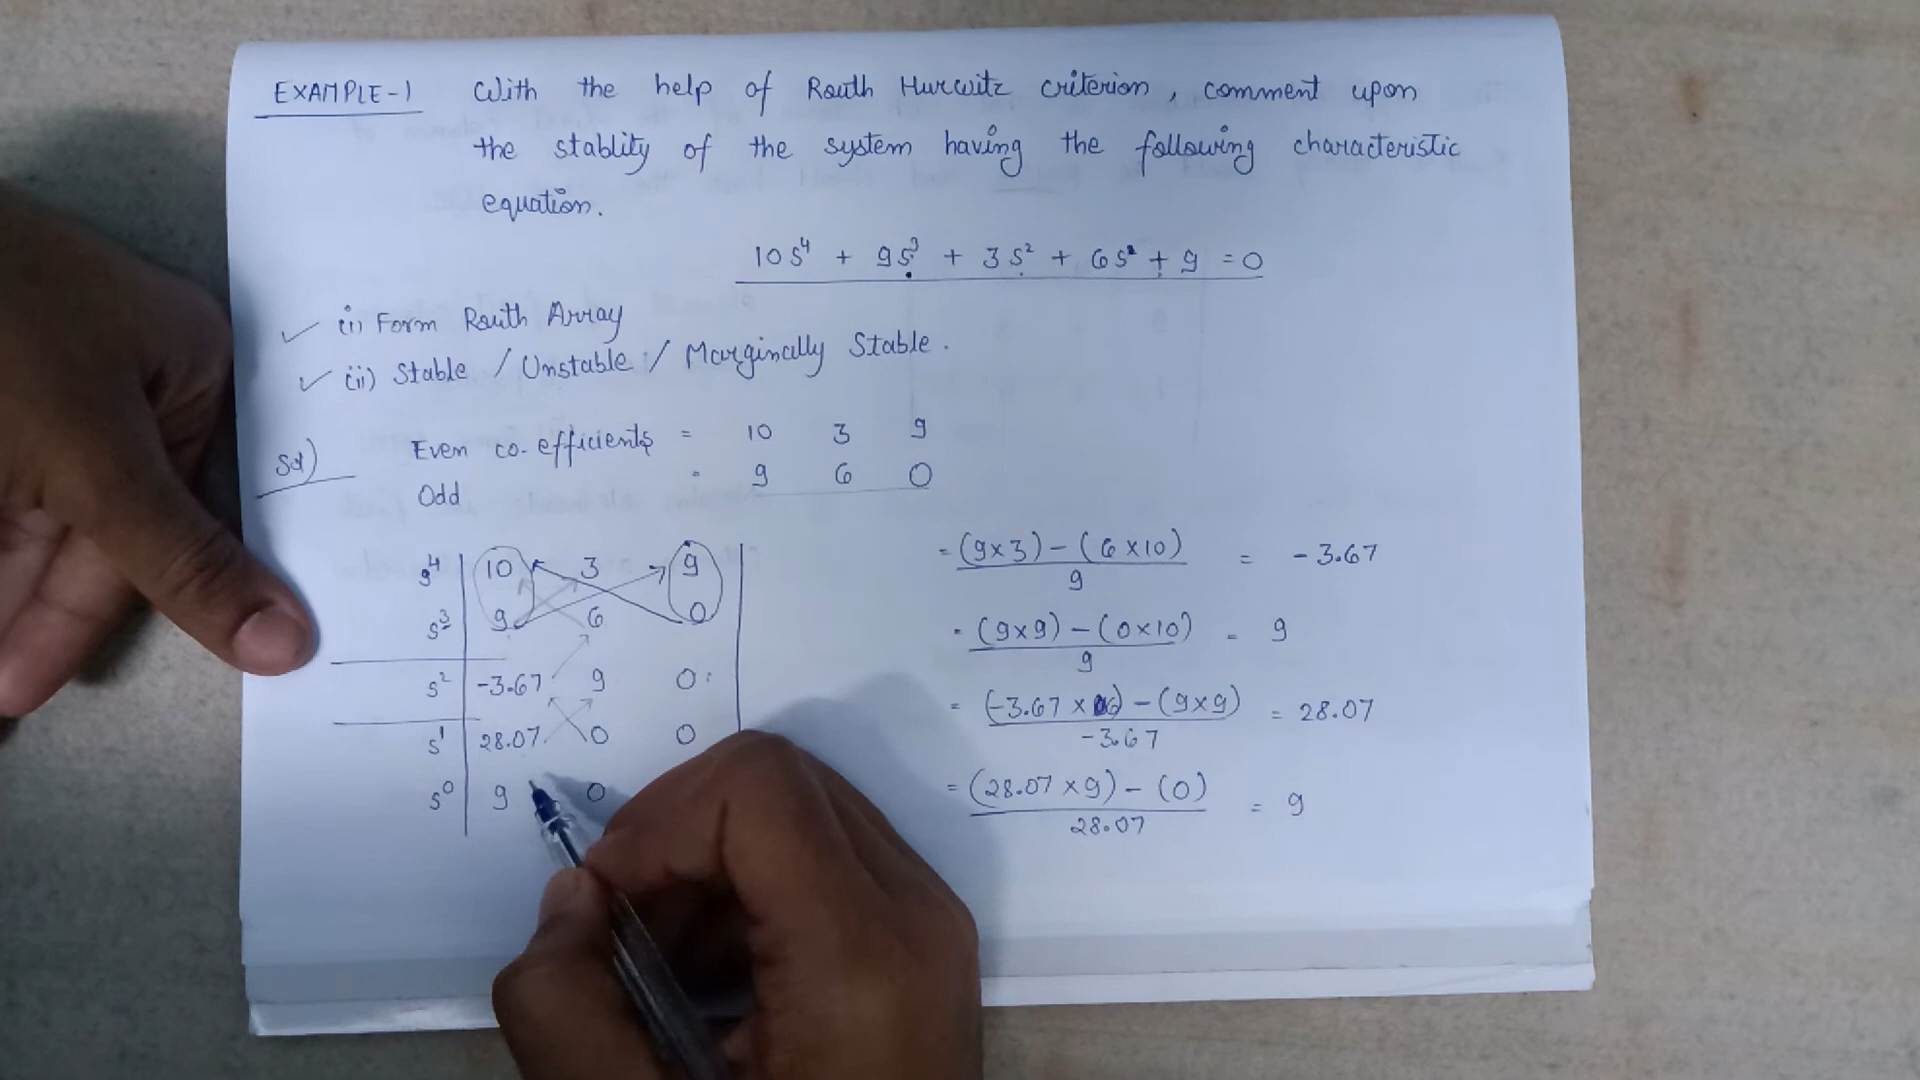 EXAMPLE-1 With the help of Routh Hurwitz criterion, comment upon
the stablity of the system having the following characteristic
equation.
10s⁴ + 9s³ + 3s² + 6s + 9 = 0
(i) Form Routh Array
(ii) Stable / Unstable / Marginally Stable.
Sol) Even co-efficients = 10 3 9
Odd = 9 6 0
s⁴ 10 3 9
s³ 9 6 0
s² -3.67 9 0
s¹ 28.07 0 0
s⁰ 9 0
= (9×3) - (6×10) / 9 = -3.67
= (9×9) - (0×10) / 9 = 9
= (-3.67 × 6) - (9×9) / -3.67 = 28.07
= (28.07 × 9) - (0) / 28.07 = 9